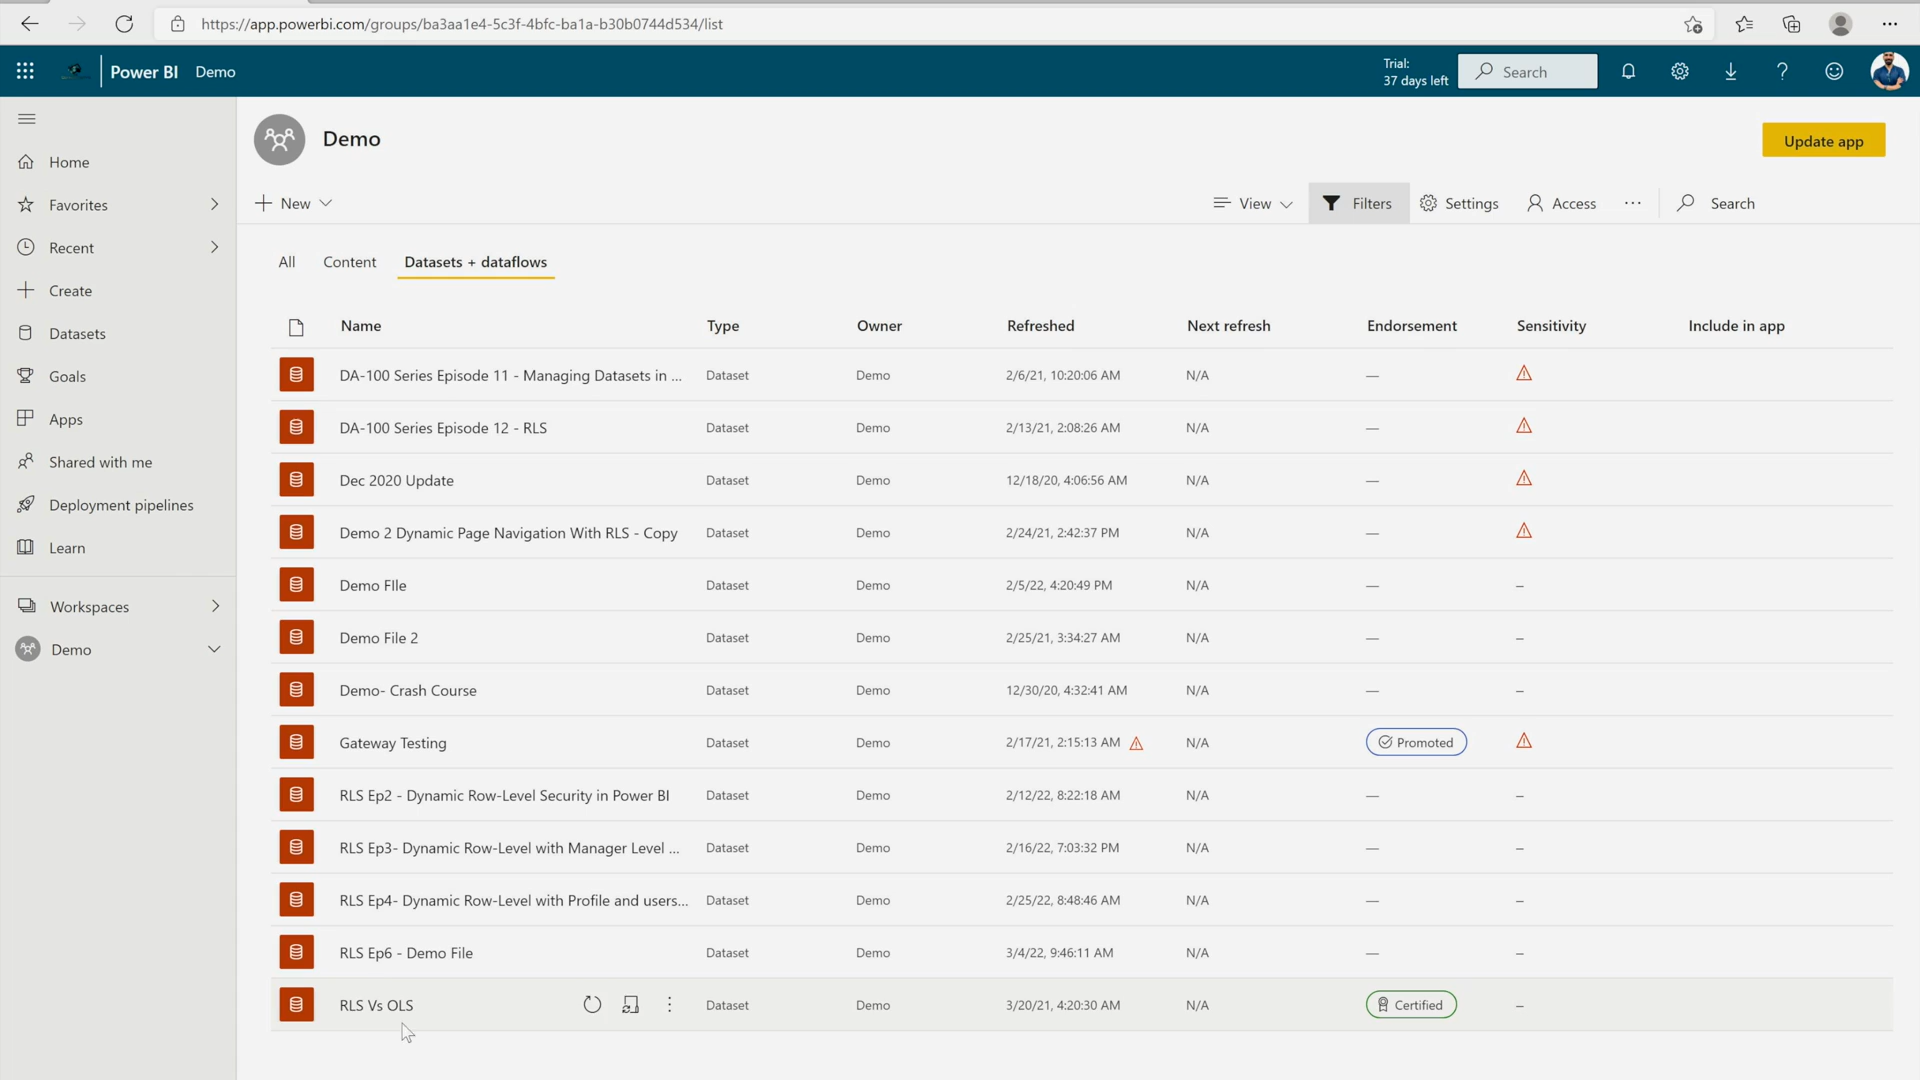 https://app.powerbi.com/groups/ba3aa1e4-5c3f-4bfc-ba1a-b30b0744d534/list
Power BI Demo
Trial:
37 days left
Search
Demo
Update app
New
View
Filters
Settings
Access
Search
Home
Favorites
Recent
Create
Datasets
Goals
Apps
Shared with me
Deployment pipelines
Learn
Workspaces
Demo
All Content Datasets + dataflows
Name Type Owner Refreshed Next refresh Endorsement Sensitivity Include in app
DA-100 Series Episode 11 - Managing Datasets in ... Dataset Demo 2/6/21, 10:20:06 AM N/A —
DA-100 Series Episode 12 - RLS Dataset Demo 2/13/21, 2:08:26 AM N/A —
Dec 2020 Update Dataset Demo 12/18/20, 4:06:56 AM N/A —
Demo 2 Dynamic Page Navigation With RLS - Copy Dataset Demo 2/24/21, 2:42:37 PM N/A —
Demo FIle Dataset Demo 2/5/22, 4:20:49 PM N/A — –
Demo File 2 Dataset Demo 2/25/21, 3:34:27 AM N/A — –
Demo- Crash Course Dataset Demo 12/30/20, 4:32:41 AM N/A — –
Gateway Testing Dataset Demo 2/17/21, 2:15:13 AM N/A Promoted
RLS Ep2 - Dynamic Row-Level Security in Power BI Dataset Demo 2/12/22, 8:22:18 AM N/A — –
RLS Ep3- Dynamic Row-Level with Manager Level ... Dataset Demo 2/16/22, 7:03:32 PM N/A — –
RLS Ep4- Dynamic Row-Level with Profile and users... Dataset Demo 2/25/22, 8:48:46 AM N/A — –
RLS Ep6 - Demo File Dataset Demo 3/4/22, 9:46:11 AM N/A — –
RLS Vs OLS Dataset Demo 3/20/21, 4:20:30 AM N/A Certified –